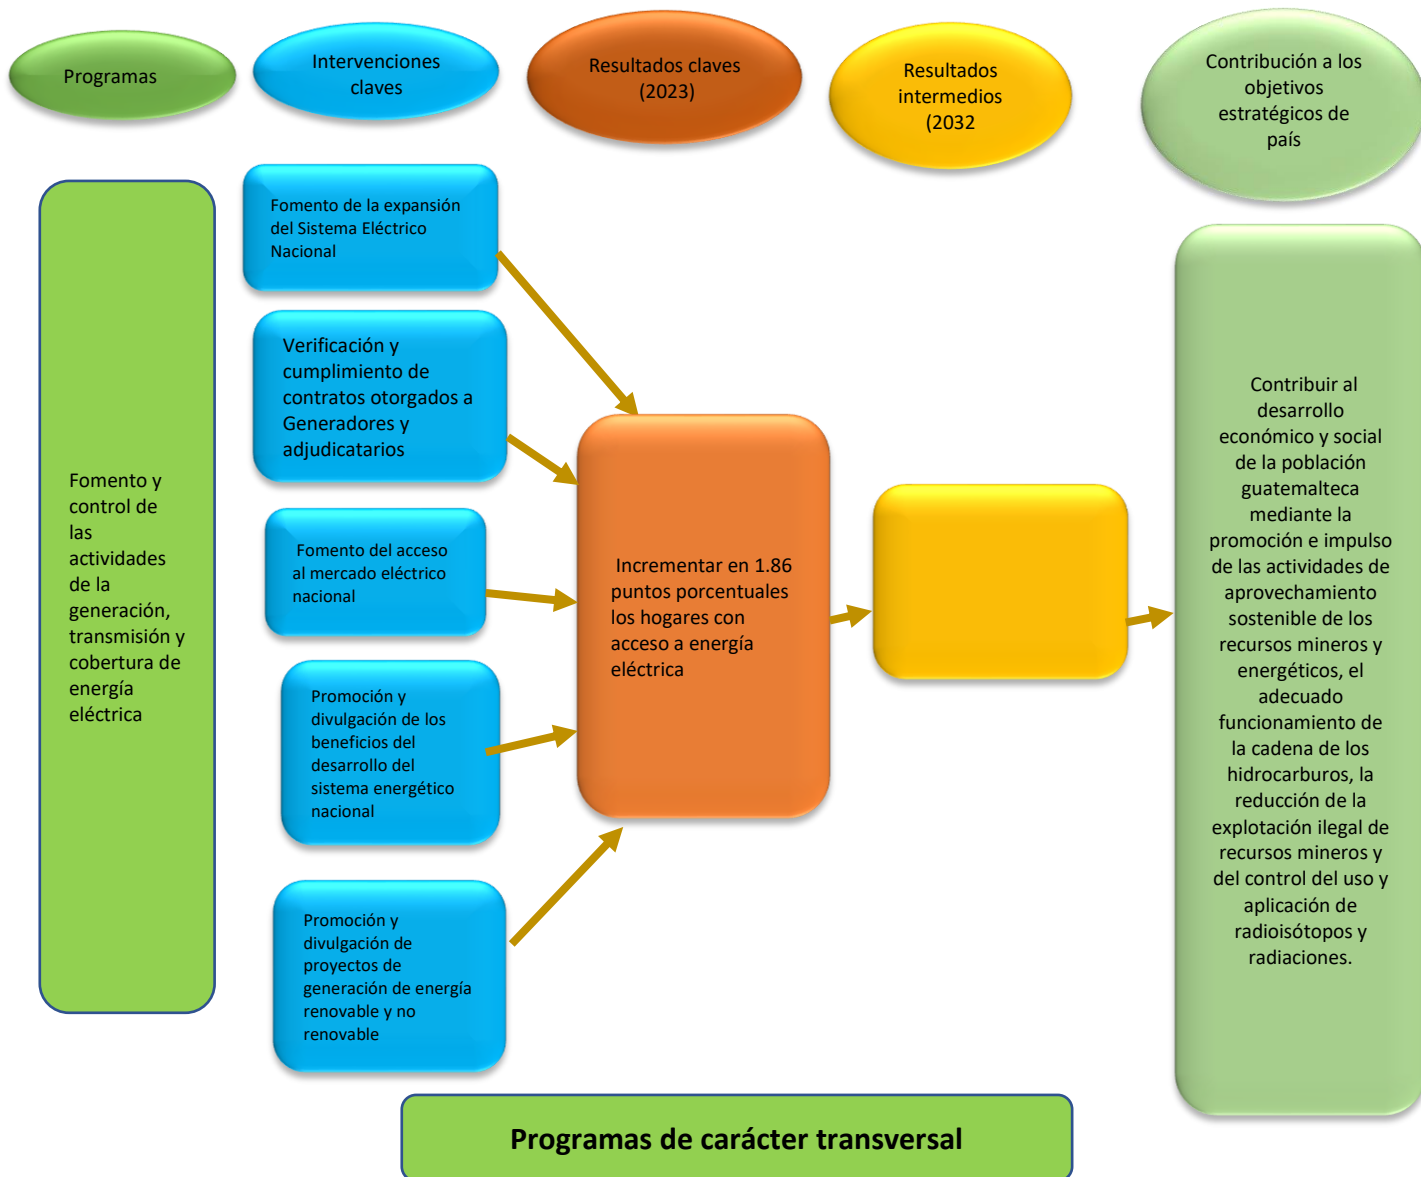 Programas
Intervenciones
claves
Resultados claves
(2023)
Resultados
intermedios
(2032
Contribución a los
objetivos
estratégicos de
país
Fomento y
control de
las
actividades
de la
generación,
transmisión y
cobertura de
energía
eléctrica
Fomento de la expansión
del Sistema Eléctrico
Nacional
Verificación y
cumplimiento de
contratos otorgados a
Generadores y
adjudicatarios
Fomento del acceso
al mercado eléctrico
nacional
Promoción y
divulgación de los
beneficios del
desarrollo del
sistema energético
nacional
Promoción y
divulgación de
proyectos de
generación de energía
renovable y no
renovable
Incrementar en 1.86
puntos porcentuales
los hogares con
acceso a energía
eléctrica
Contribuir al
desarrollo
económico y social
de la población
guatemalteca
mediante la
promoción e impulso
de las actividades de
aprovechamiento
sostenible de los
recursos mineros y
energéticos, el
adecuado
funcionamiento de
la cadena de los
hidrocarburos, la
reducción de la
explotación ilegal de
recursos mineros y
del control del uso y
aplicación de
radioisótopos y
radiaciones.
Programas de carácter transversal